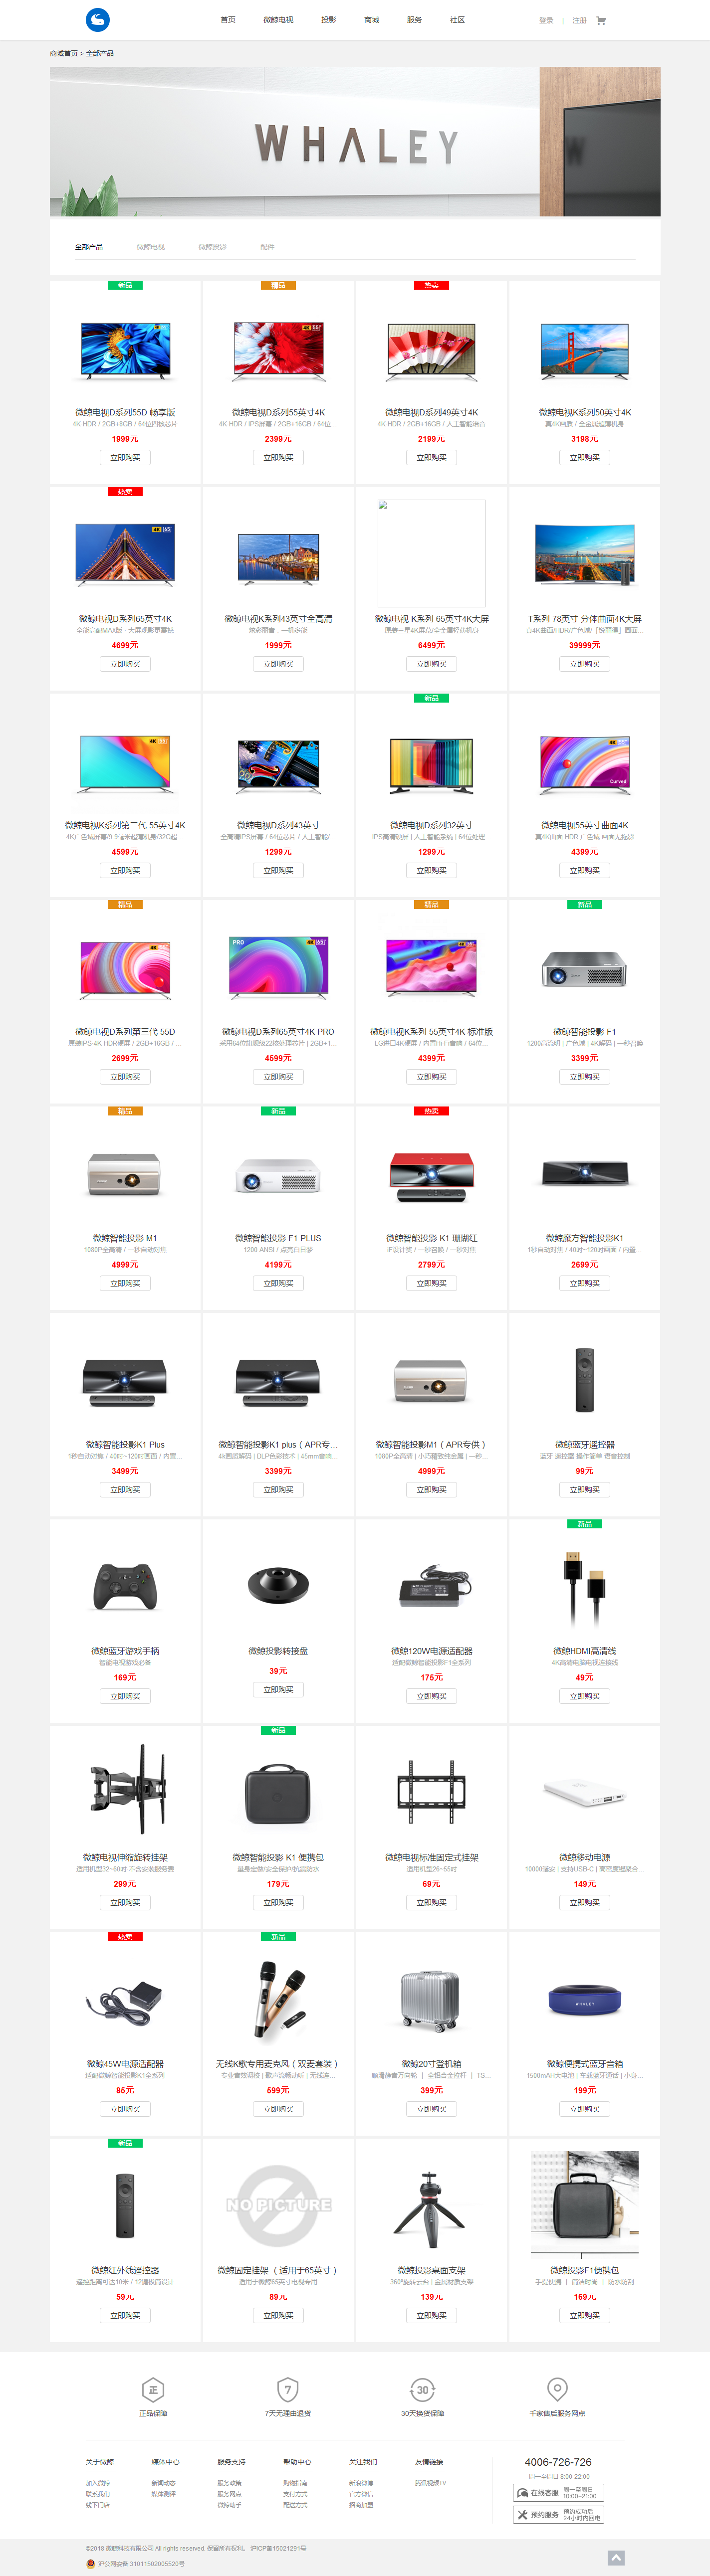 首页 微鲸电视 投影 商城 服务 社区 登录 | 注册
商城首页 > 全部产品
WHALEY
全部产品 微鲸电视 微鲸投影 配件
新品 精品 热卖
微鲸电视D系列55D 畅享版 微鲸电视D系列55英寸4K 微鲸电视D系列49英寸4K 微鲸电视K系列50英寸4K
4K HDR / 2GB+8GB / 64位四核芯片 4K HDR / IPS屏幕 / 2GB+16GB / 64位... 4K HDR / 2GB+16GB / 人工智能语音 真4K画质 / 全金属超薄机身
1999元 2399元 2199元 3198元
立即购买 立即购买 立即购买 立即购买
热卖
微鲸电视D系列65英寸4K 微鲸电视K系列43英寸全高清 微鲸电视 K系列 65英寸4K大屏 T系列 78英寸 分体曲面4K大屏
全能高配MAX版 · 大屏观影更震撼 炫彩丽音，一机多能 原装三星4K屏幕/全金属轻薄机身
4699元 1999元 6499元 39999元
立即购买 立即购买 立即购买 立即购买
新品
微鲸电视K系列第二代 55英寸4K 微鲸电视D系列43英寸 微鲸电视D系列32英寸 微鲸电视55英寸曲面4K
4K广色域屏幕/9.9毫米超薄机身/32G超... 全高清IPS屏幕 / 64位芯片 / 人工智能/... IPS高清硬屏 | 人工智能系统 | 64位处理... 真4K曲面 HDR 广色域 画面无拖影
4599元 1299元 1299元 4399元
立即购买 立即购买 立即购买 立即购买
精品 精品 新品
微鲸电视D系列第三代 55D 微鲸电视D系列65英寸4K PRO 微鲸电视K系列 55英寸4K 标准版 微鲸智能投影 F1
原装IPS 4K HDR硬屏 / 2GB+16GB / ... 采用64位旗舰级22核处理芯片 | 2GB+1... LG进口4K硬屏 / 内置Hi-Fi音响 / 64位... 1200高流明 | 广色域 | 4K解码 | 一秒召唤
2699元 4599元 4399元 3399元
立即购买 立即购买 立即购买 立即购买
精品 新品 热卖
微鲸智能投影 M1 微鲸智能投影 F1 PLUS 微鲸智能投影 K1 珊瑚红 微鲸魔方智能投影K1
1080P全高清 / 一秒自动对焦 1200 ANSI / 点亮白日梦 iF设计奖 / 一秒召唤 / 一秒对焦 1秒自动对焦 / 40吋-120吋画面 / 内置...
4999元 4199元 2799元 2699元
立即购买 立即购买 立即购买 立即购买
微鲸智能投影K1 Plus 微鲸智能投影K1 plus（APR专... 微鲸智能投影M1（APR专供） 微鲸蓝牙遥控器
1秒自动对焦 / 40吋-120吋画面 / 内置... 4k画质解码 | DLP色彩技术 | 45mm音响... 1080P全高清 | 小巧精致纯金属 | 一秒... 蓝牙 遥控器 操作简单 语音控制
3499元 3399元 4999元 99元
立即购买 立即购买 立即购买 立即购买
新品
微鲸蓝牙游戏手柄 微鲸投影转接盘 微鲸120W电源适配器 微鲸HDMI高清线
智能电视游戏必备 适配微鲸智能投影F1全系列 4K高清电脑电视连接线
169元 39元 175元 49元
立即购买 立即购买 立即购买 立即购买
新品
微鲸电视伸缩旋转挂架 微鲸智能投影 K1 便携包 微鲸电视标准固定式挂架 微鲸移动电源
适用机型32-60吋 不含安装服务费 量身定做/安全保护/抗震防水 适用机型26-55吋 10000毫安 | 支持USB-C | 高密度锂聚合...
299元 179元 69元 149元
立即购买 立即购买 立即购买 立即购买
热卖 新品
WHALEY
微鲸45W电源适配器 无线K歌专用麦克风（双麦套装） 微鲸20寸登机箱 微鲸便携式蓝牙音箱
适配微鲸智能投影K1全系列 专业音效调校 | 歌声流畅动听 | 无线连... 顺滑静音万向轮 ｜ 全铝合金拉杆 ｜ TS... 1500mAH大电池 | 车载蓝牙通话 | 小身...
85元 599元 399元 199元
立即购买 立即购买 立即购买 立即购买
新品
NO PICTURE
微鲸红外线遥控器 微鲸固定挂架 （适用于65英寸） 微鲸投影桌面支架 微鲸投影F1便携包
遥控距离可达10米 / 12键极简设计 适用于微鲸65英寸电视专用 360°旋转云台 | 金属材质支架 手提便携 ｜ 简洁时尚 ｜ 防水防刮
59元 89元 139元 169元
立即购买 立即购买 立即购买 立即购买
正 7 30
正品保障 7天无理由退货 30天换货保障 千家售后服务网点
关于微鲸 媒体中心 服务支持 帮助中心 关注我们 友情链接 4006-726-726
加入微鲸 新闻动态 服务政策 购物指南 新浪微博 腾讯视频TV 周一至周日 8:00-22:00
联系我们 媒体测评 服务网点 支付方式 官方微信 在线客服 周一至周日 10:00-21:00
线下门店 微鲸助手 配送方式 招商加盟 预约服务 预约成功后 24小时内回电
©2018 微鲸科技有限公司 All rights reserved. 保留所有权利。 沪ICP备15021291号
沪公网安备 31011502005520号